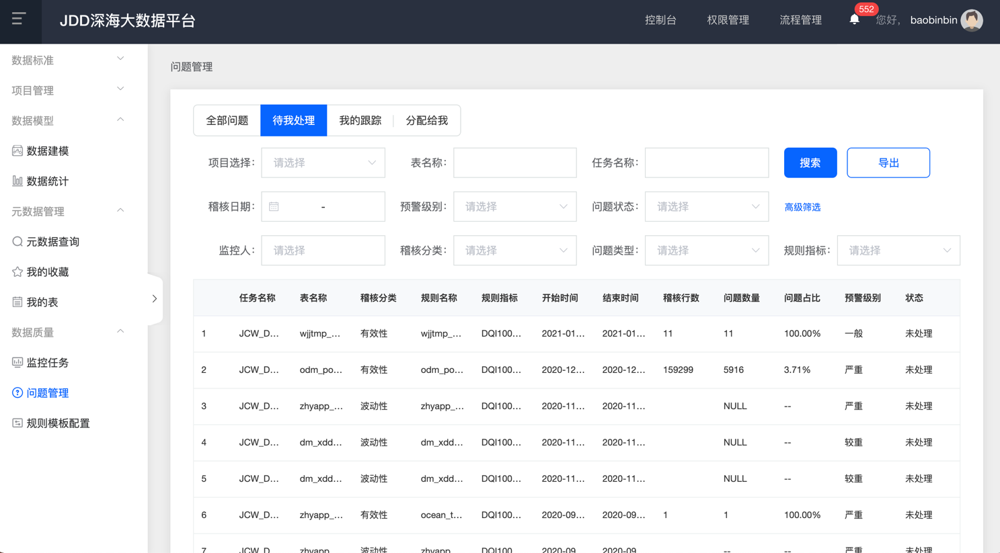 JDD深海大数据平台
控制台 权限管理 流程管理 552 您好， baobinbin
数据标准
项目管理
数据模型
数据建模
数据统计
元数据管理
元数据查询
我的收藏
我的表
数据质量
监控任务
问题管理
规则模板配置
问题管理
全部问题 待我处理 我的跟踪 分配给我
项目选择： 请选择 表名称： 任务名称： 搜索 导出
稽核日期： - 预警级别： 请选择 问题状态： 请选择 高级筛选
监控人： 请选择 稽核分类： 请选择 问题类型： 请选择 规则指标： 请选择
任务名称 表名称 稽核分类 规则名称 规则指标 开始时间 结束时间 稽核行数 问题数量 问题占比 预警级别 状态
1 JCW_D... wjjtmp_... 有效性 wjjtmp_... DQI100... 2021-01... 2021-01... 11 11 100.00% 一般 未处理
2 JCW_D... odm_po... 有效性 odm_po... DQI100... 2020-12... 2020-12... 159299 5916 3.71% 严重 未处理
3 JCW_D... zhyapp_... 波动性 zhyapp_... DQI100... 2020-11... 2020-11... NULL -- 严重 未处理
4 JCW_D... dm_xdd... 波动性 dm_xdd... DQI100... 2020-11... 2020-11... NULL -- 较重 未处理
5 JCW_D... dm_xdd... 波动性 dm_xdd... DQI100... 2020-11... 2020-11... NULL -- 较重 未处理
6 JCW_D... zhyapp_... 有效性 ocean_t... DQI100... 2020-09... 2020-09... 1 1 100.00% 严重 未处理
7 JCW_D... zhyapp_... 波动性 zhyapp_... DQI100... 2020-09... 2020-09... -- -- 严重 未处理